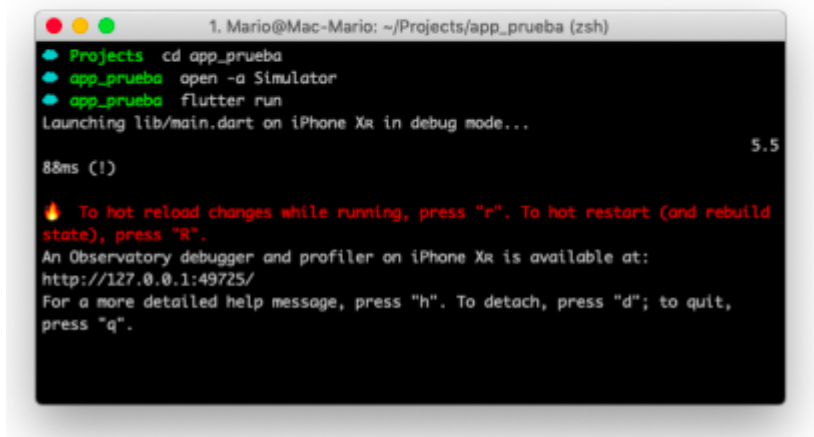 1. Mario@Mac-Mario: ~/Projects/app_prueba (zsh)
Projects cd app_prueba
app_prueba open -a Simulator
app_prueba flutter run
Launching lib/main.dart on iPhone Xʀ in debug mode...
5.5
88ms (!)
To hot reload changes while running, press "r". To hot restart (and rebuild
state), press "R".
An Observatory debugger and profiler on iPhone Xʀ is available at:
http://127.0.0.1:49725/
For a more detailed help message, press "h". To detach, press "d"; to quit,
press "q".